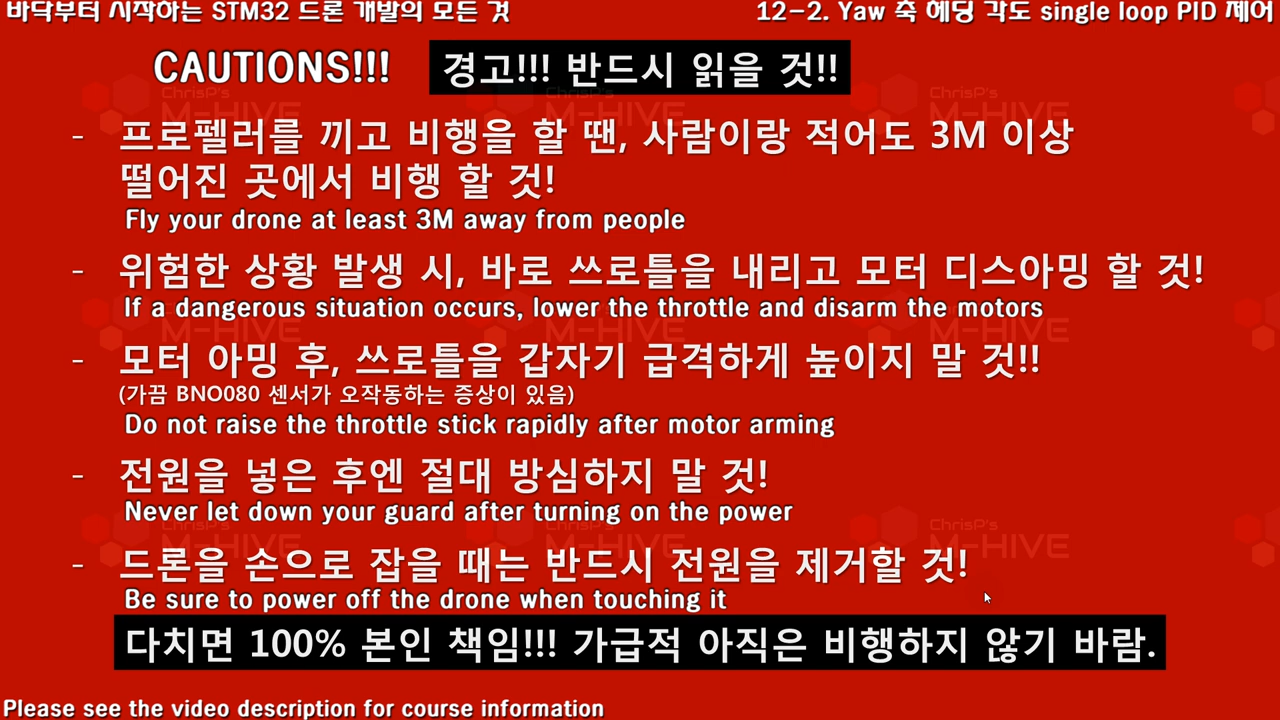 바닥부터 시작하는 STM32 드론 개발의 모든 것
12-2. Yaw 축 헤딩 각도 single loop PID 제어
CAUTIONS!!!
경고!!! 반드시 읽을 것!!
- 프로펠러를 끼고 비행을 할 땐, 사람이랑 적어도 3M 이상
떨어진 곳에서 비행 할 것!
Fly your drone at least 3M away from people
- 위험한 상황 발생 시, 바로 쓰로틀을 내리고 모터 디스아밍 할 것!
If a dangerous situation occurs, lower the throttle and disarm the motors
- 모터 아밍 후, 쓰로틀을 갑자기 급격하게 높이지 말 것!!
(가끔 BNO080 센서가 오작동하는 증상이 있음)
Do not raise the throttle stick rapidly after motor arming
- 전원을 넣은 후엔 절대 방심하지 말 것!
Never let down your guard after turning on the power
- 드론을 손으로 잡을 때는 반드시 전원을 제거할 것!
Be sure to power off the drone when touching it
다치면 100% 본인 책임!!! 가급적 아직은 비행하지 않기 바람.
Please see the video description for course information
ChrisP's
M-HIVE